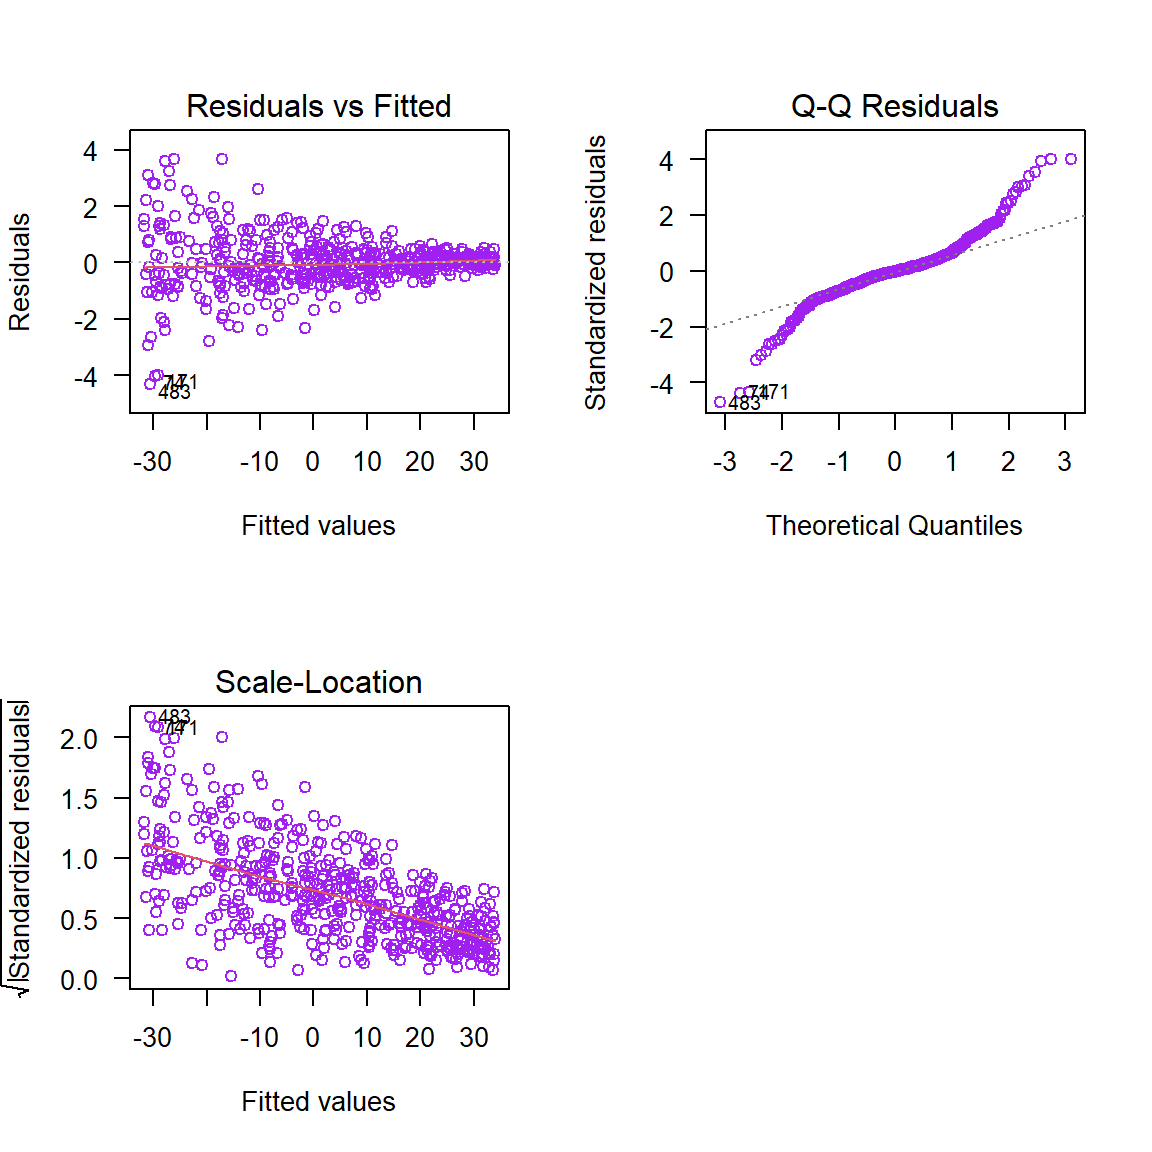 Residuals vs Fitted
Residuals
4
2
0
-2
-4
483
-30 -10 0 10 20 30
Fitted values
Q-Q Residuals
Standardized residuals
4
2
0
-2
-4
483
-3 -2 -1 0 1 2 3
Theoretical Quantiles
Scale-Location
√|Standardized residuals|
2.0
1.5
1.0
0.5
0.0
483
-30 -10 0 10 20 30
Fitted values